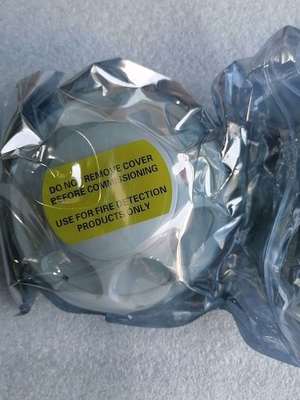 DO NOT REMOVE COVER
BEFORE COMMISSIONING
USE FOR FIRE DETECTION
PRODUCTS ONLY